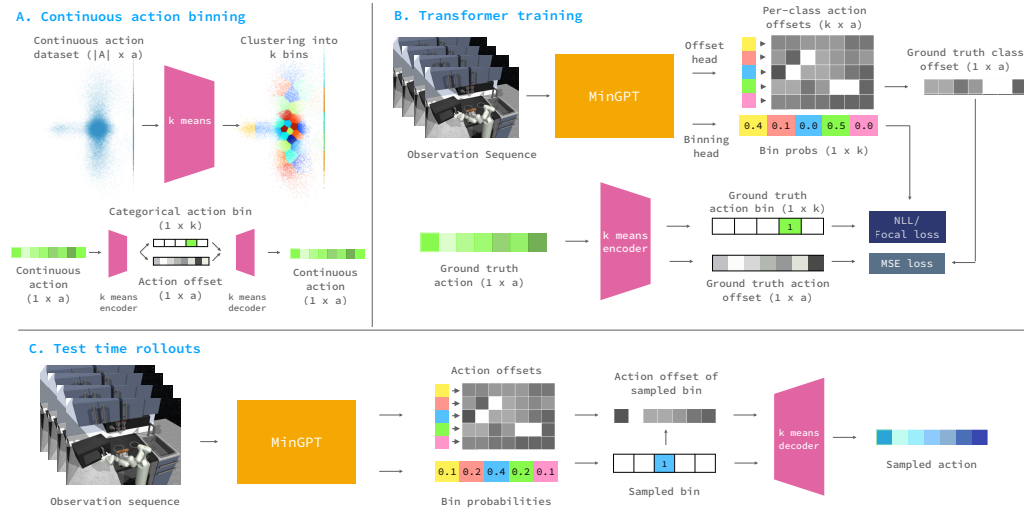 A. Continuous action binning
Continuous action
dataset (|A| x a)
k means
Clustering into
k bins
Categorical action bin
(1 x k)
Continuous
action
(1 x a)
k means
encoder
Action offset
(1 x a)
k means
decoder
Continuous
action
(1 x a)
B. Transformer training
Observation Sequence
MinGPT
Offset
head
Binning
head
Per-class action
offsets (k x a)
0.4 0.1 0.0 0.5 0.0
Bin probs (1 x k)
Ground truth class
offset (1 x a)
Ground truth
action (1 x a)
k means
encoder
Ground truth
action bin (1 x k)
1
Ground truth action
offset (1 x a)
NLL/
Focal loss
MSE loss
C. Test time rollouts
Observation sequence
MinGPT
Action offsets
0.1 0.2 0.4 0.2 0.1
Bin probabilities
Action offset of
sampled bin
1
Sampled bin
k means
decoder
Sampled action